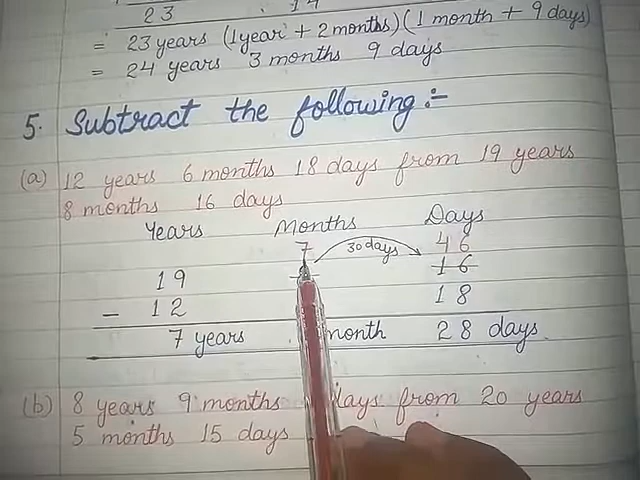 23
= 23 years (1 year + 2 months) (1 month + 9 days)
= 24 years 3 months 9 days
5. Subtract the following :-
(a) 12 years 6 months 18 days from 19 years
8 months 16 days
Years Months Days
7 30 days 46
19 16
- 12 18
7 years month 28 days.
(b) 8 years 9 months days from 20 years
5 months 15 days